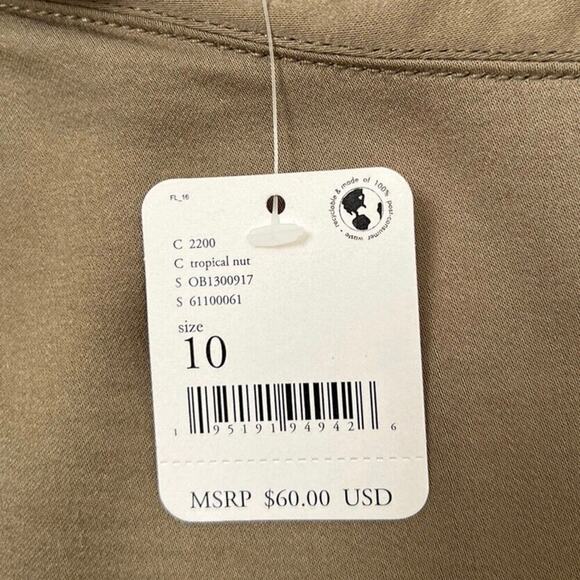 FL_16
recyclable & made of 100% post-consumer waste •
C 2200
C tropical nut
S OB1300917
S 61100061
size
10
1 95191 94942 6
MSRP $60.00 USD